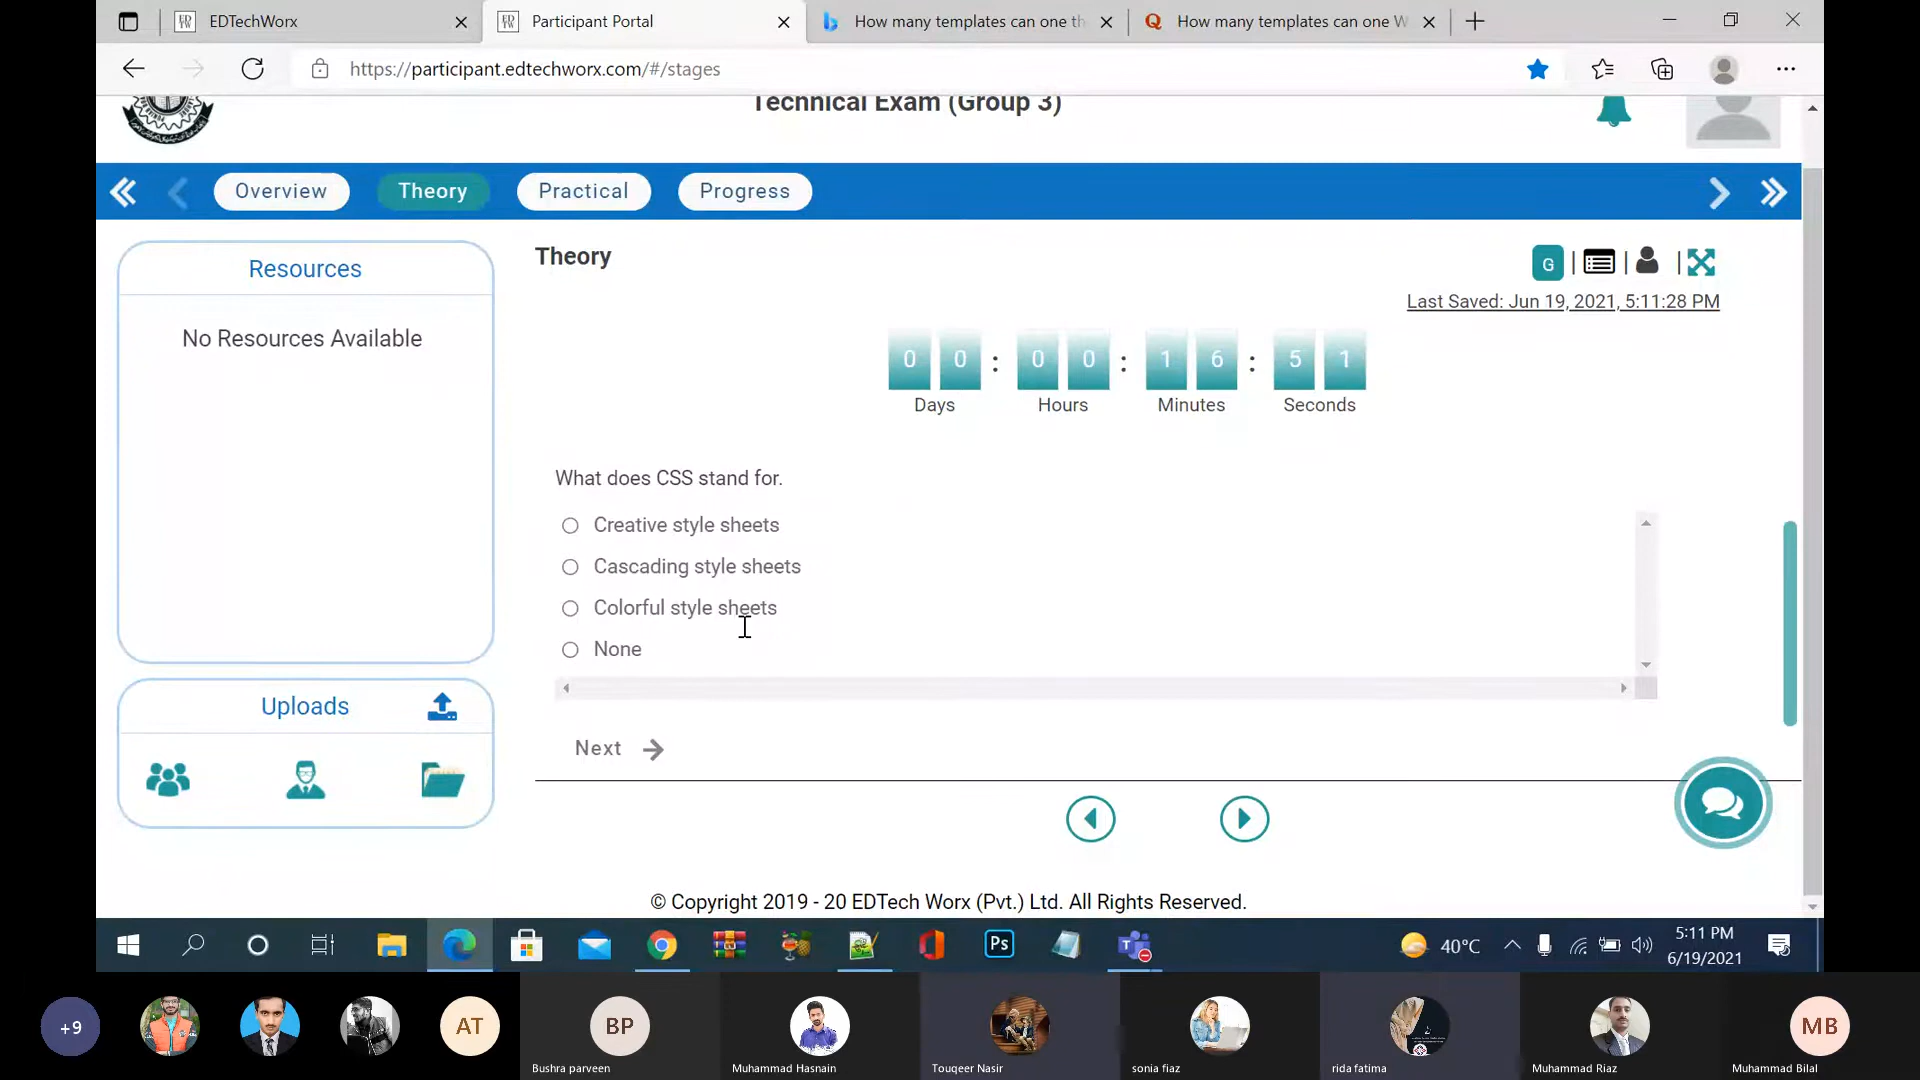 EDTechWorx
Participant Portal
How many templates can one th
How many templates can one W
https://participant.edtechworx.com/#/stages
Technical Exam (Group 3)
Overview
Theory
Practical
Progress
Resources
No Resources Available
Theory
G
Last Saved: Jun 19, 2021, 5:11:28 PM
0 0 : 0 0 : 1 6 : 5 1
Days Hours Minutes Seconds
What does CSS stand for.
Creative style sheets
Cascading style sheets
Colorful style sheets
None
Next
Uploads
© Copyright 2019 - 20 EDTech Worx (Pvt.) Ltd. All Rights Reserved.
Ps
40°C
5:11 PM
6/19/2021
+9
AT
BP
MB
Bushra parveen
Muhammad Hasnain
Touqeer Nasir
sonia fiaz
rida fatima
Muhammad Riaz
Muhammad Bilal